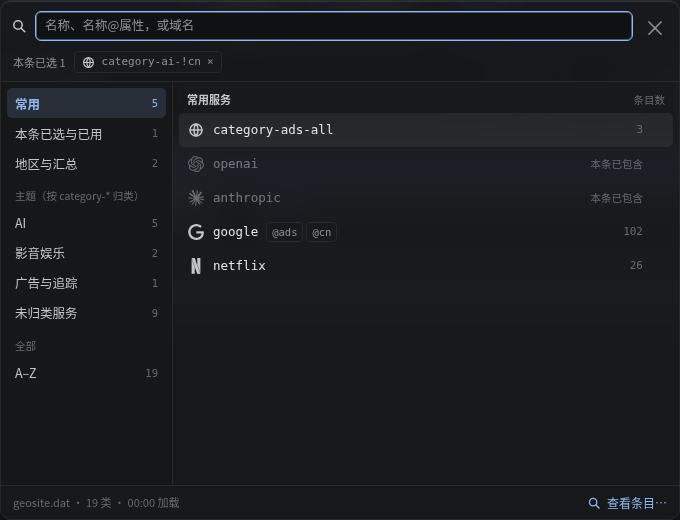 名称、名称@属性，或域名
本条已选 1 category-ai-!cn ×
常用 5
本条已选与已用 1
地区与汇总 2
主题（按 category-* 归类）
AI 5
影音娱乐 2
广告与追踪 1
未归类服务 9
全部
A–Z 19
常用服务 条目数
category-ads-all 3
openai 本条已包含
anthropic 本条已包含
google @ads @cn 102
netflix 26
geosite.dat · 19 类 · 00:00 加载
查看条目…